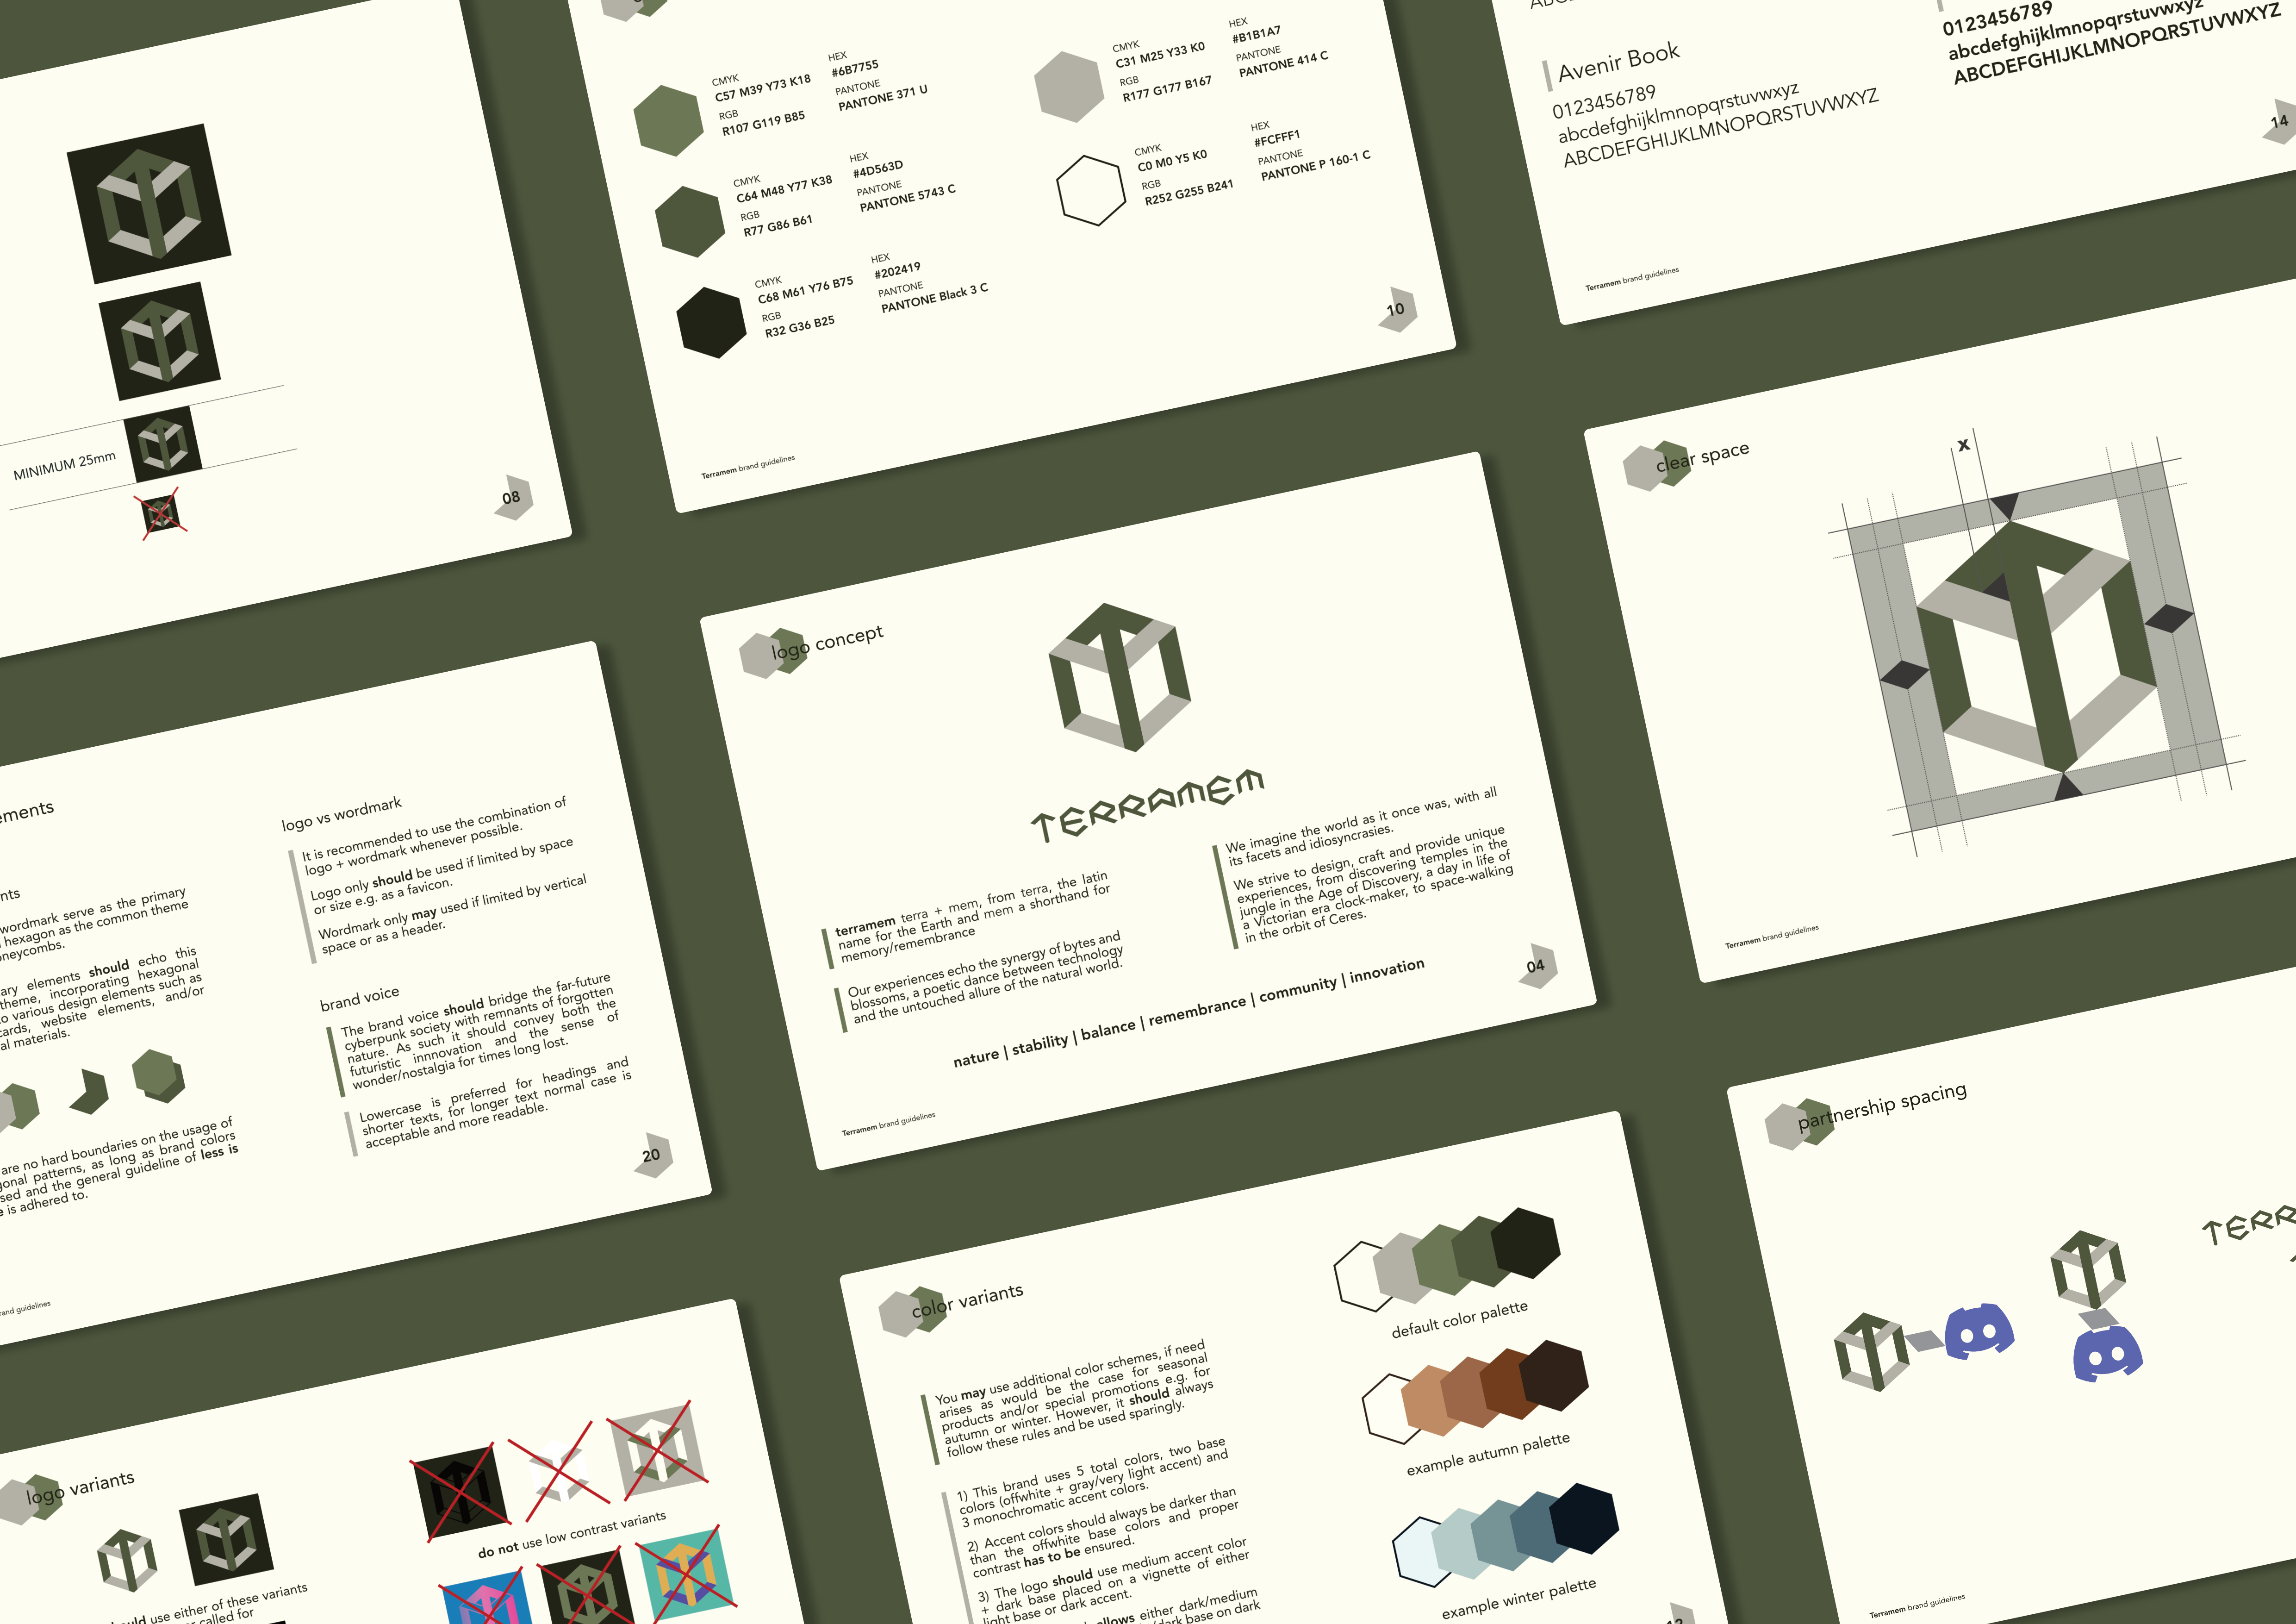 MINIMUM 25mm
08
CMYK
C57 M39 Y73 K18
RGB
R107 G119 B85
HEX
#6B7755
PANTONE
PANTONE 371 U
CMYK
C64 M48 Y77 K38
RGB
R77 G86 B61
HEX
#4D563D
PANTONE
PANTONE 5743 C
CMYK
C68 M61 Y76 B75
RGB
R32 G36 B25
HEX
#202419
PANTONE
PANTONE Black 3 C
CMYK
C31 M25 Y33 K0
RGB
R177 G177 B167
HEX
#B1B1A7
PANTONE
PANTONE 414 C
CMYK
C0 M0 Y5 K0
RGB
R252 G255 B241
HEX
#FCFFF1
PANTONE
PANTONE P 160-1 C
Terramem brand guidelines
10
Avenir Book
0123456789
abcdefghijklmnopqrstuvwxyz
ABCDEFGHIJKLMNOPQRSTUVWXYZ
0123456789
abcdefghijklmnopqrstuvwxyz
ABCDEFGHIJKLMNOPQRSTUVWXYZ
Terramem brand guidelines
14
wordmark serve as the primary
hexagon as the common theme
elements should echo this
theme, incorporating hexagonal
various design elements such as
website elements, and/or
materials.
are no hard boundaries on the usage of
patterns, as long as brand colors
and the general guideline of less is
is adhered to.
brand guidelines
logo vs wordmark
It is recommended to use the combination of
logo + wordmark whenever possible.
Logo only should be used if limited by space
or size e.g. as a favicon.
Wordmark only may used if limited by vertical
space or as a header.
brand voice
The brand voice should bridge the far-future
cyberpunk society with remnants of forgotten
nature. As such it should convey both the
futuristic innnovation and the sense of
wonder/nostalgia for times long lost.
Lowercase is preferred for headings and
shorter texts, for longer text normal case is
acceptable and more readable.
20
logo concept
TERRAMEM
terramem terra + mem, from terra, the latin
name for the Earth and mem a shorthand for
memory/remembrance
Our experiences echo the synergy of bytes and
blossoms, a poetic dance between technology
and the untouched allure of the natural world.
We imagine the world as it once was, with all
its facets and idiosyncrasies.
We strive to design, craft and provide unique
experiences, from discovering temples in the
jungle in the Age of Discovery, a day in life of
a Victorian era clock-maker, to space-walking
in the orbit of Ceres.
nature | stability | balance | remembrance | community | innovation
Terramem brand guidelines
04
clear space
x
Terramem brand guidelines
logo variants
use either of these variants
called for
do not use low contrast variants
color variants
You may use additional color schemes, if need
arises as would be the case for seasonal
products and/or special promotions e.g. for
autumn or winter. However, it should always
follow these rules and be used sparingly.
1) This brand uses 5 total colors, two base
colors (offwhite + gray/very light accent) and
3 monochromatic accent colors.
2) Accent colors should always be darker than
than the offwhite base colors and proper
contrast has to be ensured.
3) The logo should use medium accent color
+ dark base placed on a vignette of either
light base or dark accent.
allows either dark/medium
dark base on dark
default color palette
example autumn palette
example winter palette
partnership spacing
Terramem brand guidelines